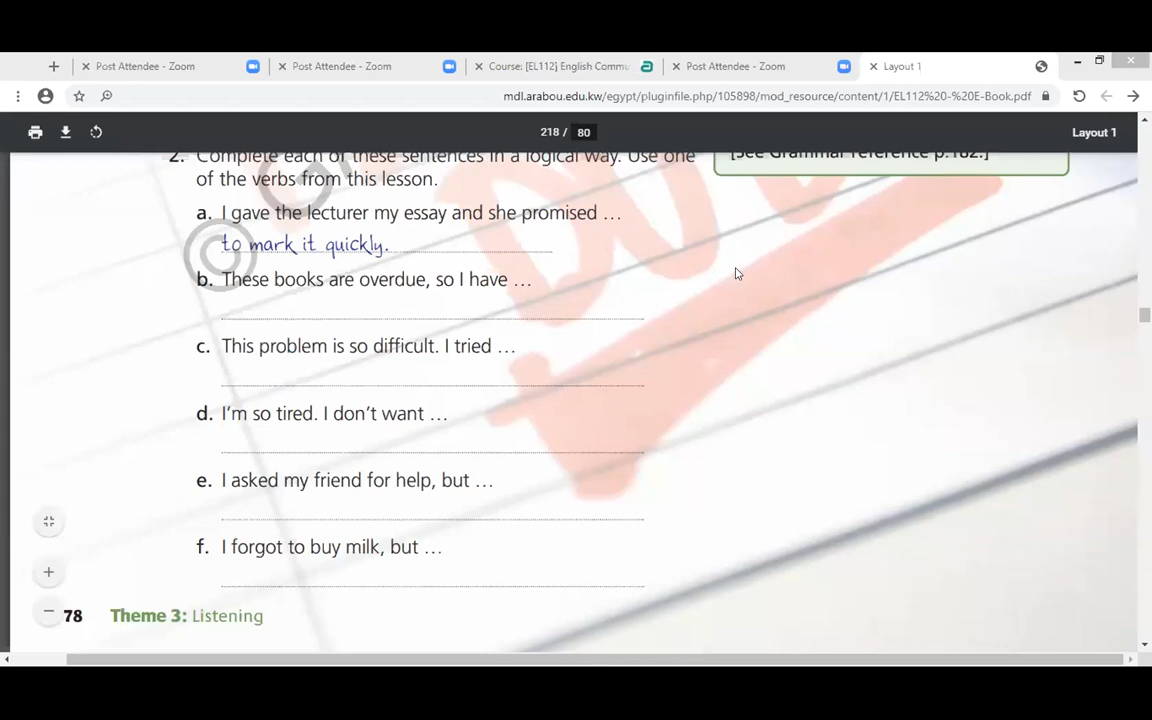 Post Attendee - Zoom
Post Attendee - Zoom
Course: [EL112] English Commu
Post Attendee - Zoom
Layout 1
mdl.arabou.edu.kw/egypt/pluginfile.php/105898/mod_resource/content/1/EL112%20-%20E-Book.pdf
218 / 80
Layout 1
2. Complete each of these sentences in a logical way. Use one
of the verbs from this lesson.
[See Grammar reference p.182.]
a. I gave the lecturer my essay and she promised …
to mark it quickly.
b. These books are overdue, so I have …
c. This problem is so difficult. I tried …
d. I'm so tired. I don't want …
e. I asked my friend for help, but …
f. I forgot to buy milk, but …
78 Theme 3: Listening